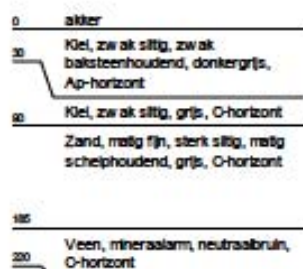 0 akker
30 Klei, zwak siltig, zwak
baksteenhoudend, donkergrijs,
Ap-horizont
Klei, zwak siltig, grijs, C-horizont
90
Zand, matig fijn, sterk siltig, matig
schelphoudend, grijs, C-horizont
185
Veen, mineraalarm, neutraalbruin,
220 C-horizont